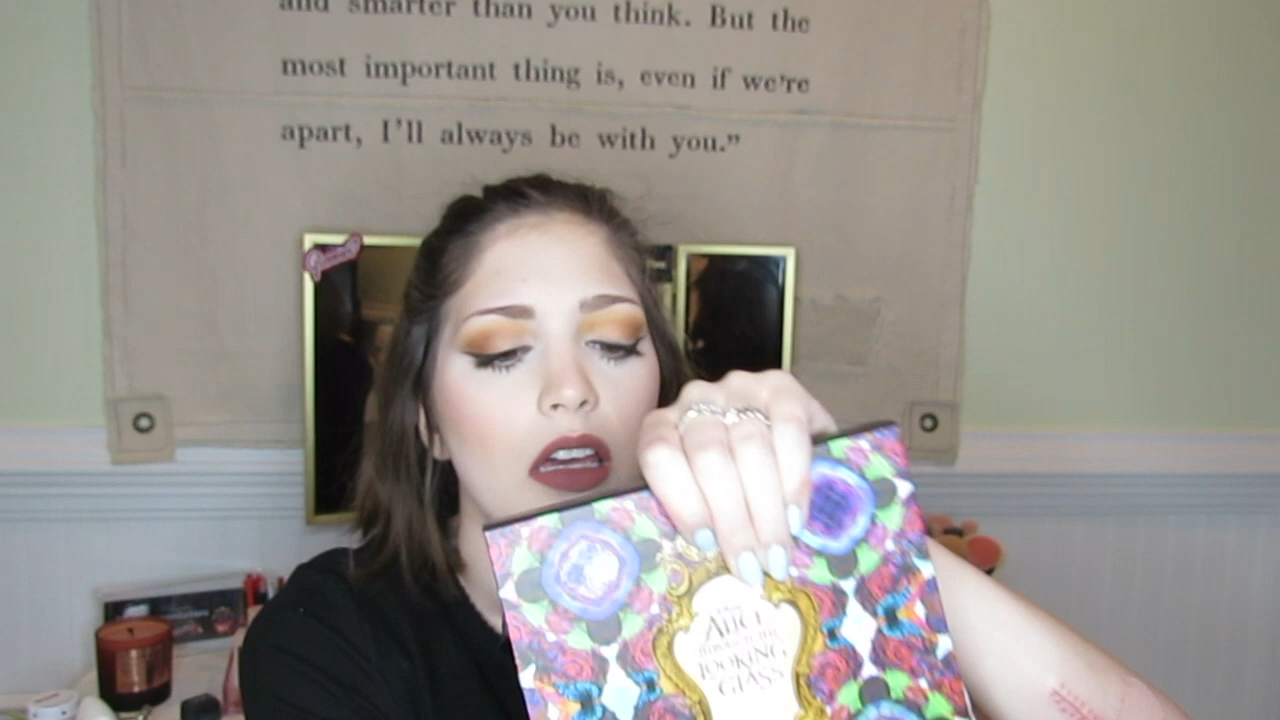 and smarter than you think. But the
most important thing is, even if we're
apart, I'll always be with you."
ALICE
THROUGH THE
LOOKING
GLASS